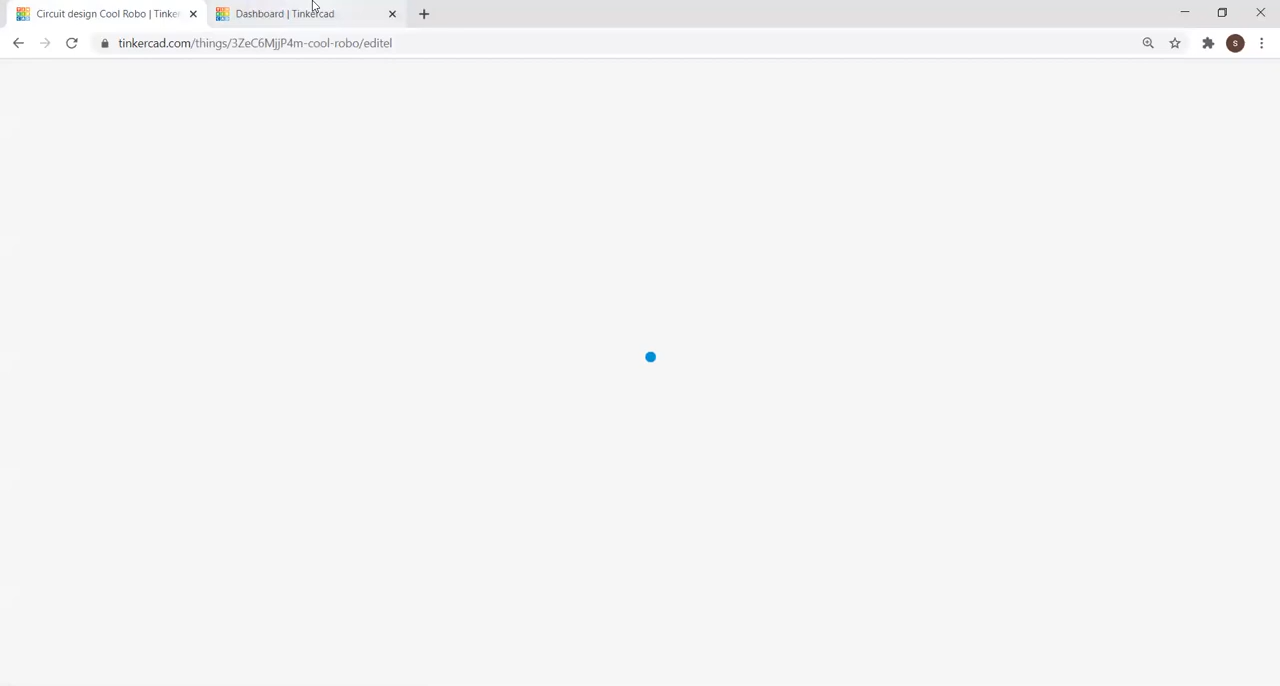 Circuit design Cool Robo | Tinker
Dashboard | Tinkercad
tinkercad.com/things/3ZeC6MjjP4m-cool-robo/editel
s